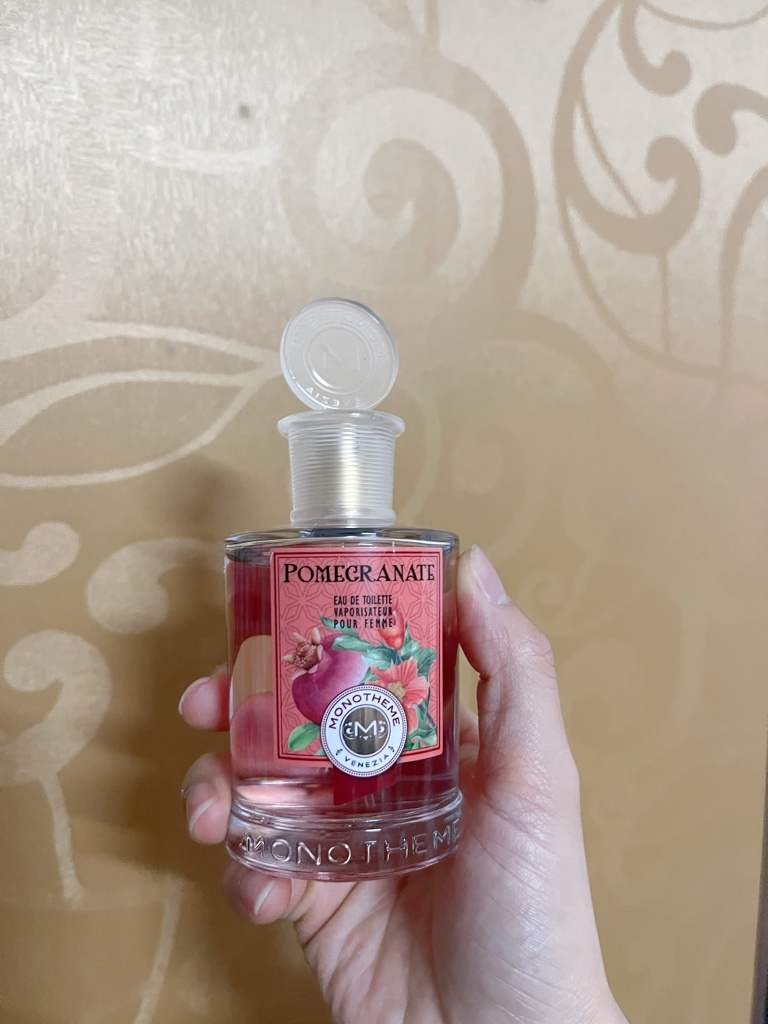 M
POMEGRANATE
EAU DE TOILETTE
VAPORISATEUR
POUR FEMME
MONOTHEME
M
VENEZIA
MONOTHEME